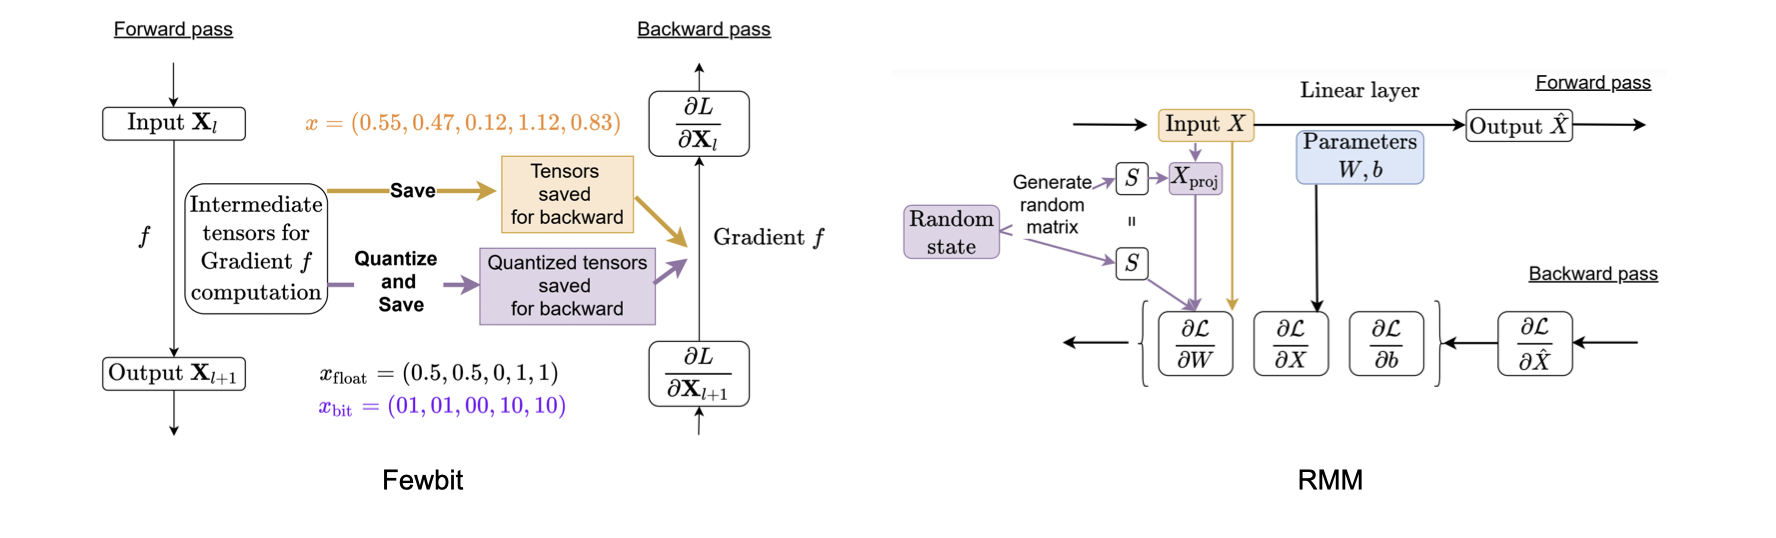 Forward pass
Backward pass
Input X_l
x = (0.55, 0.47, 0.12, 1.12, 0.83)
∂L
∂X_l
Intermediate
tensors for
Gradient f
computation
f
Save
Tensors
saved
for backward
Quantize
and
Save
Quantized tensors
saved
for backward
Gradient f
Output X_{l+1}
x_float = (0.5, 0.5, 0, 1, 1)
x_bit = (01, 01, 00, 10, 10)
∂L
∂X_{l+1}
Fewbit
Linear layer
Forward pass
Input X
Output X̂
Parameters
W, b
Generate
random
matrix
S
X_proj
=
S
Random
state
Backward pass
∂ℒ
∂W
∂ℒ
∂X
∂ℒ
∂b
∂ℒ
∂X̂
RMM